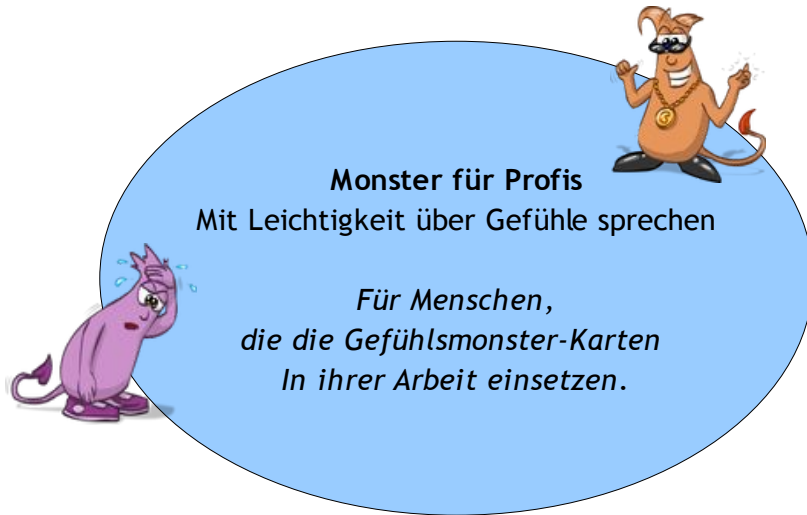 Monster für Profis
Mit Leichtigkeit über Gefühle sprechen
Für Menschen,
die die Gefühlsmonster-Karten
In ihrer Arbeit einsetzen.